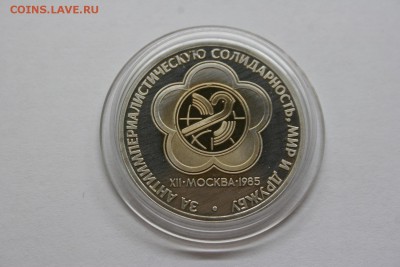 COINS.LAVE.RU
ЗА АНТИИМПЕРИАЛИСТИЧЕСКУЮ СОЛИДАРНОСТЬ, МИР И ДРУЖБУ
XII•МОСКВА•1985